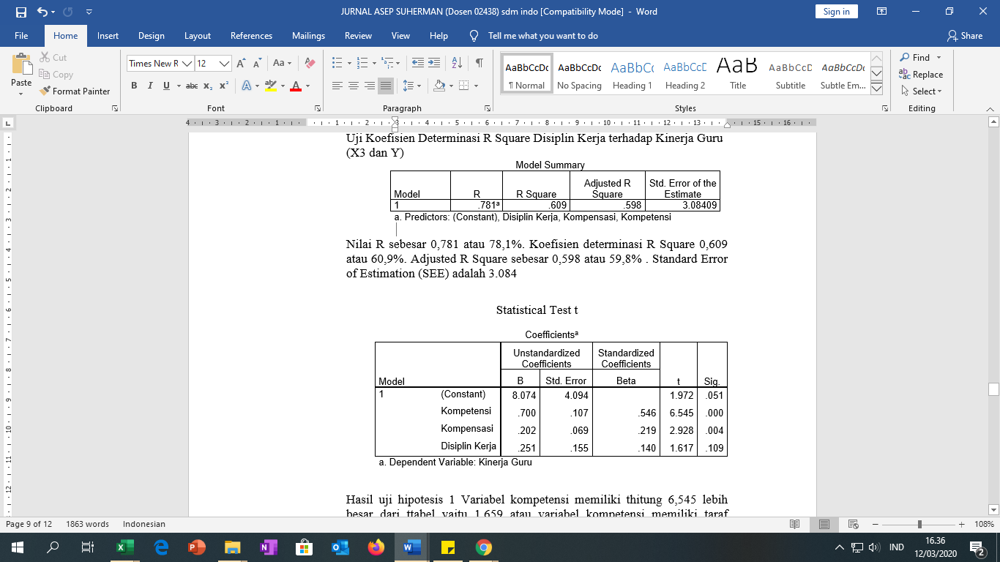 JURNAL ASEP SUHERMAN (Dosen 02438) sdm indo [Compatibility Mode] - Word
Sign in
File Home Insert Design Layout References Mailings Review View Help Tell me what you want to do Share
Paste
Cut
Copy
Format Painter
Clipboard
Times New R 12
Font
Paragraph
AaBbCcDc AaBbCcDc AaBbCc AaBbCcD AaB AaBbCcD AaBbCcDc
¶ Normal No Spacing Heading 1 Heading 2 Title Subtitle Subtle Em...
Styles
Find
Replace
Select
Editing
Uji Koefisien Determinasi R Square Disiplin Kerja terhadap Kinerja Guru
(X3 dan Y)
Model Summary
Model R R Square Adjusted R Square Std. Error of the Estimate
1 .781a .609 .598 3.08409
a. Predictors: (Constant), Disiplin Kerja, Kompensasi, Kompetensi
Nilai R sebesar 0,781 atau 78,1%. Koefisien determinasi R Square 0,609
atau 60,9%. Adjusted R Square sebesar 0,598 atau 59,8% . Standard Error
of Estimation (SEE) adalah 3.084
Statistical Test t
Coefficientsa
Unstandardized Coefficients Standardized Coefficients
Model B Std. Error Beta t Sig.
1 (Constant) 8.074 4.094 1.972 .051
Kompetensi .700 .107 .546 6.545 .000
Kompensasi .202 .069 .219 2.928 .004
Disiplin Kerja .251 .155 .140 1.617 .109
a. Dependent Variable: Kinerja Guru
Hasil uji hipotesis 1 Variabel kompetensi memiliki thitung 6,545 lebih
besar dari ttabel yaitu 1,659 atau variabel kompetensi memiliki taraf
Page 9 of 12 1863 words Indonesian 108%
IND
16.36
12/03/2020
2